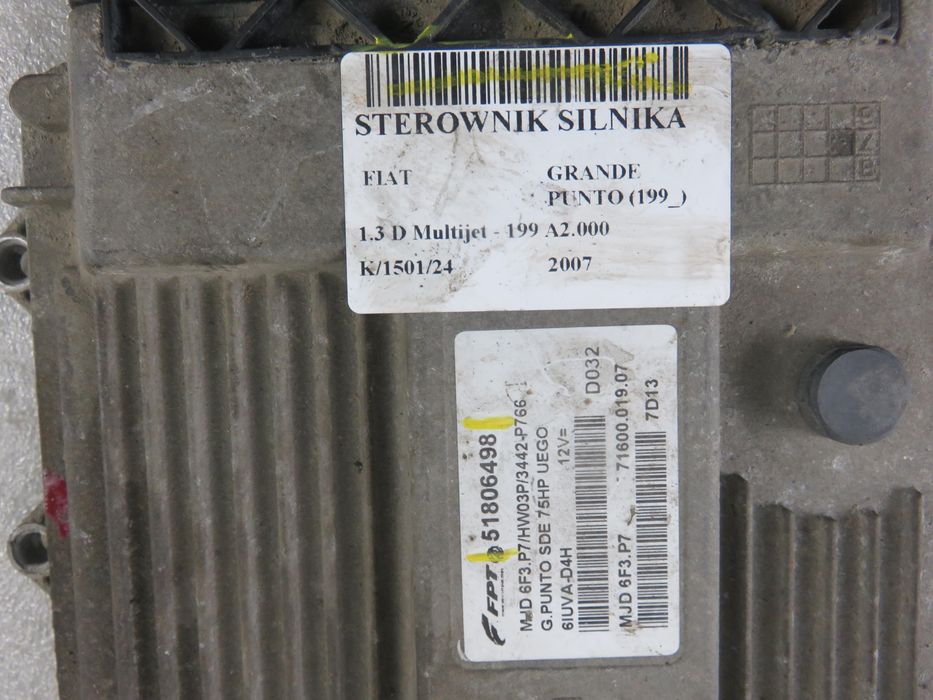 STEROWNIK SILNIKA
FIAT GRANDE
PUNTO (199_)
1.3 D Multijet - 199 A2.000
K/1501/24 2007
FPT 51806498
MJD 6F3.P7/HW03P/3442-P766
G.PUNTO SDE 75HP UEGO
6IUVA-D4H 12V= D032
71600.019.07
MJD 6F3.P7 7D13